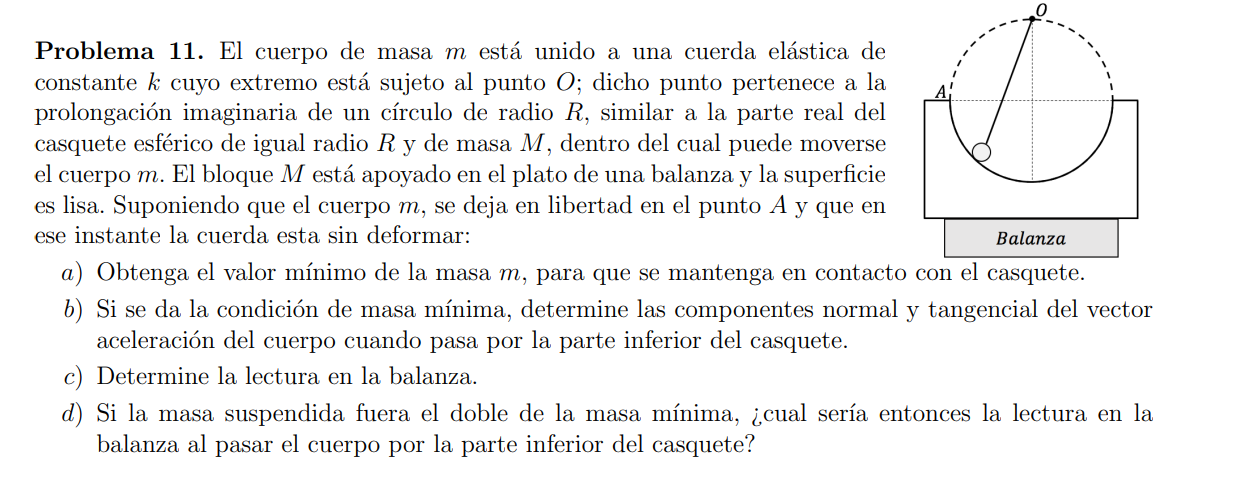 Problema 11. El cuerpo de masa m está unido a una cuerda elástica de
constante k cuyo extremo está sujeto al punto O; dicho punto pertenece a la
prolongación imaginaria de un círculo de radio R, similar a la parte real del
casquete esférico de igual radio R y de masa M, dentro del cual puede moverse
el cuerpo m. El bloque M está apoyado en el plato de una balanza y la superficie
es lisa. Suponiendo que el cuerpo m, se deja en libertad en el punto A y que en
ese instante la cuerda esta sin deformar:
O
A
Balanza
a) Obtenga el valor mínimo de la masa m, para que se mantenga en contacto con el casquete.
b) Si se da la condición de masa mínima, determine las componentes normal y tangencial del vector
aceleración del cuerpo cuando pasa por la parte inferior del casquete.
c) Determine la lectura en la balanza.
d) Si la masa suspendida fuera el doble de la masa mínima, ¿cual sería entonces la lectura en la
balanza al pasar el cuerpo por la parte inferior del casquete?